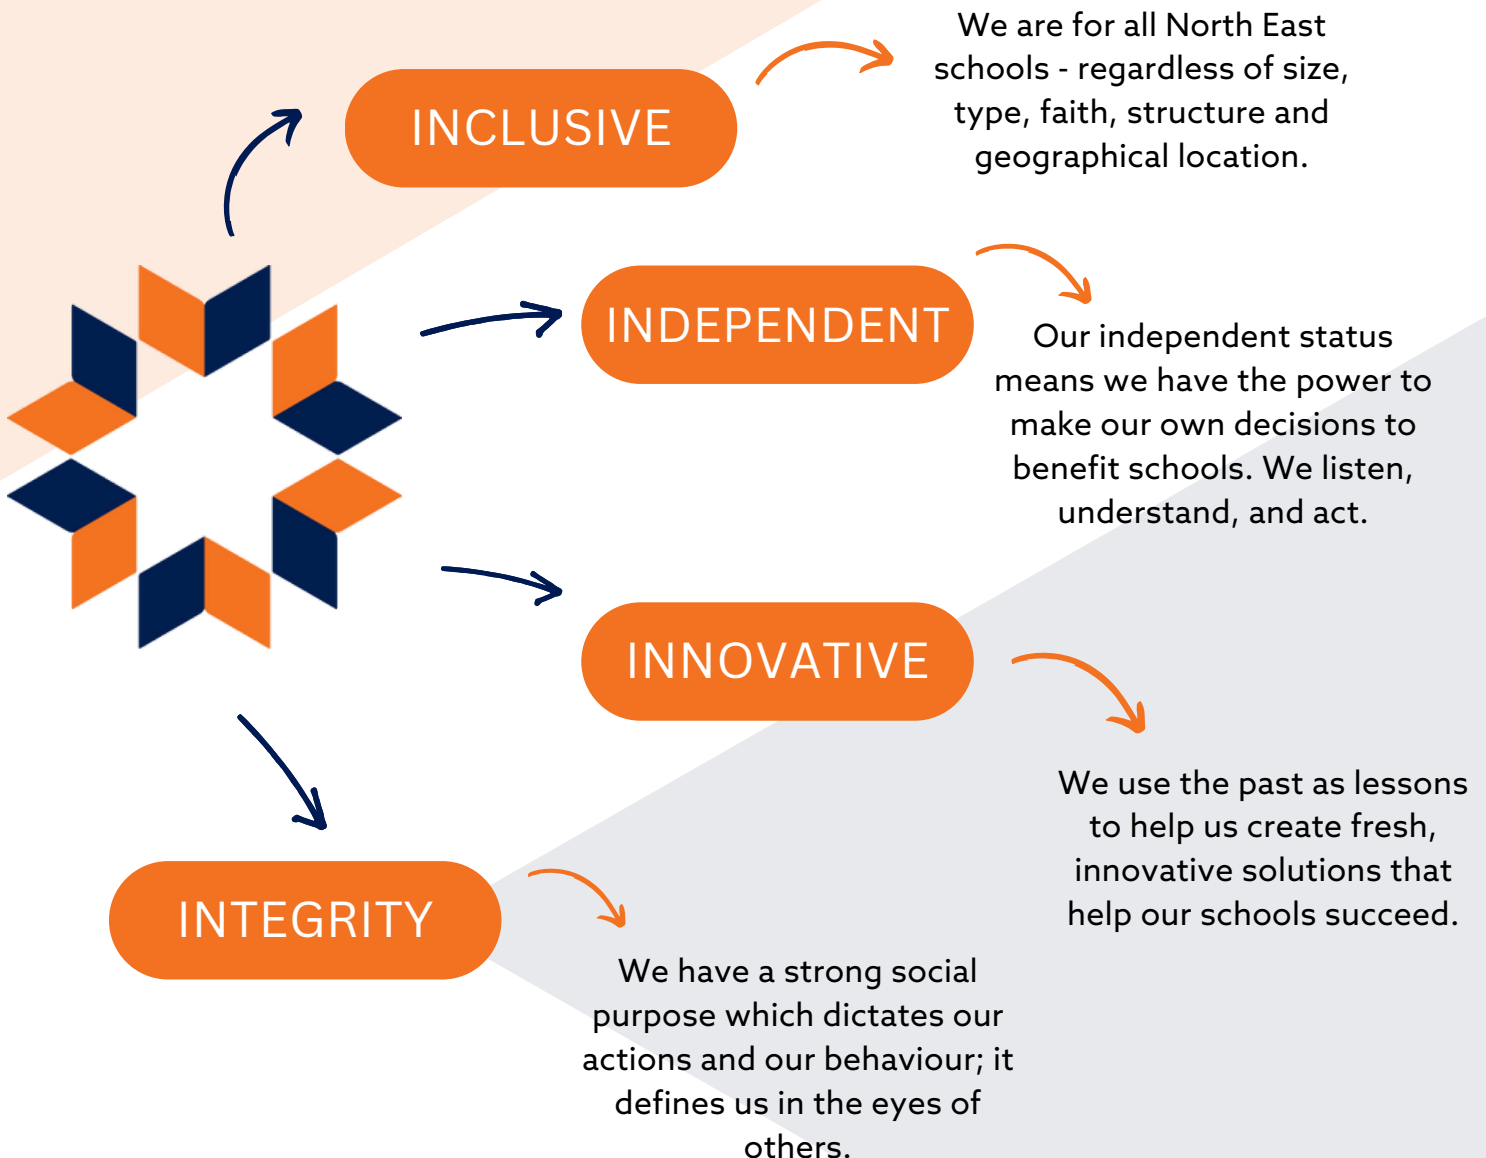 INCLUSIVE
We are for all North East
schools - regardless of size,
type, faith, structure and
geographical location.
INDEPENDENT
Our independent status
means we have the power to
make our own decisions to
benefit schools. We listen,
understand, and act.
INNOVATIVE
We use the past as lessons
to help us create fresh,
innovative solutions that
help our schools succeed.
INTEGRITY
We have a strong social
purpose which dictates our
actions and our behaviour; it
defines us in the eyes of
others.